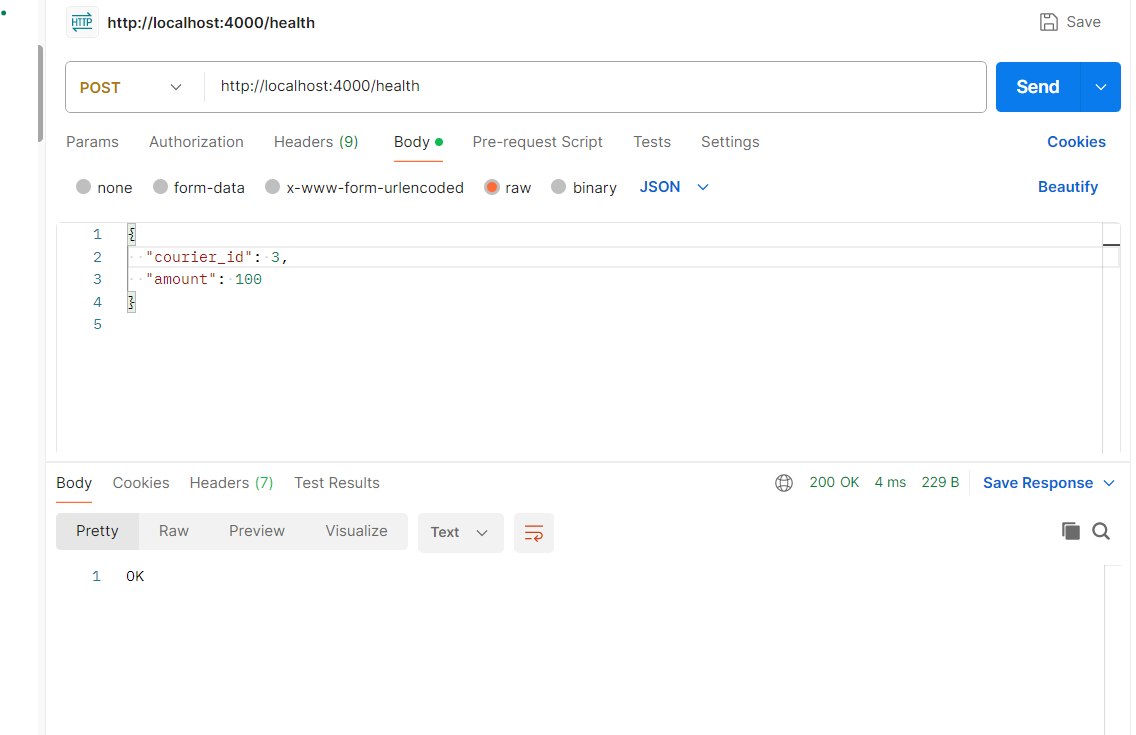 HTTP http://localhost:4000/health Save
POST http://localhost:4000/health Send
Params Authorization Headers (9) Body Pre-request Script Tests Settings Cookies
none form-data x-www-form-urlencoded raw binary JSON Beautify
1 {
2 "courier_id": 3,
3 "amount": 100
4 }
5
Body Cookies Headers (7) Test Results 200 OK 4 ms 229 B Save Response
Pretty Raw Preview Visualize Text
1 OK